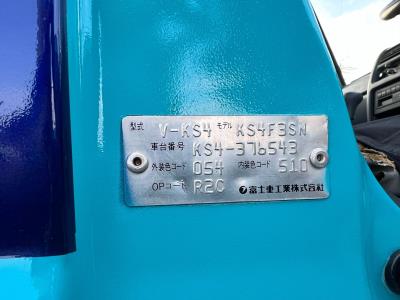 型式 V-KS4 モデル KS4F3SN
車台番号 KS4-376543
外装色コード 054 内装色コード 510
OPコード R2C 富士重工業株式会社